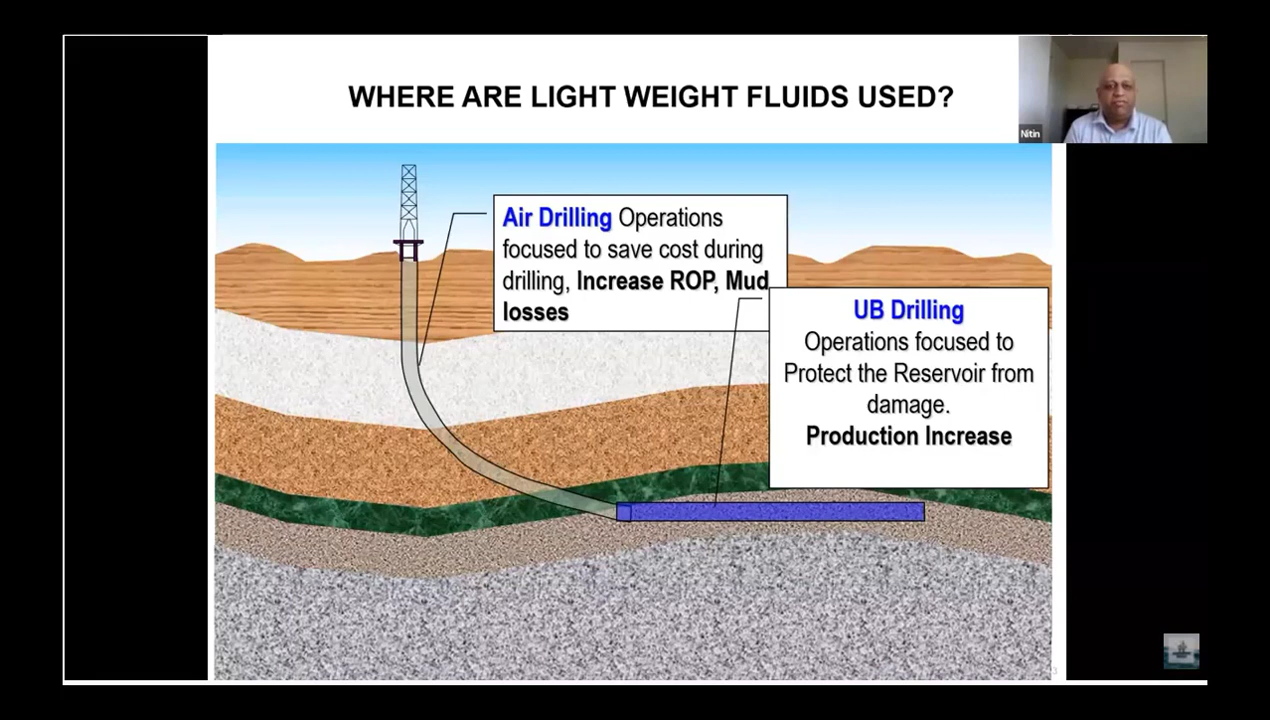 WHERE ARE LIGHT WEIGHT FLUIDS USED?
Nitin
Air Drilling Operations
focused to save cost during
drilling, Increase ROP, Mud
losses
UB Drilling
Operations focused to
Protect the Reservoir from
damage.
Production Increase
3